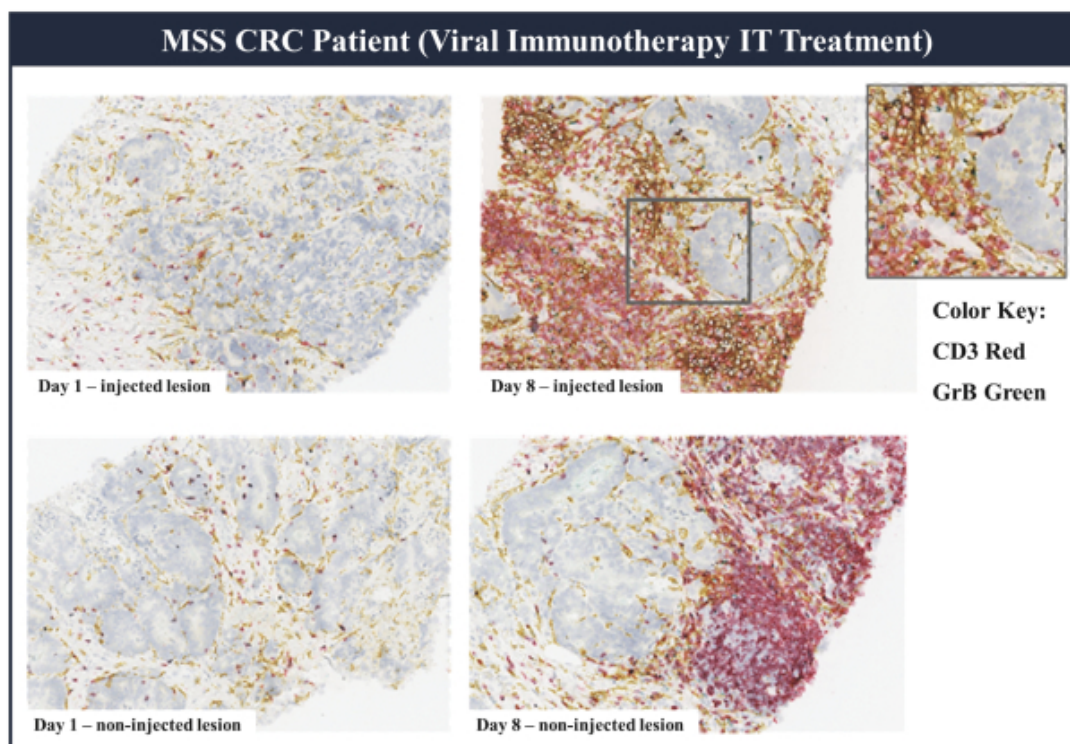 MSS CRC Patient (Viral Immunotherapy IT Treatment)
Day 1 – injected lesion
Day 8 – injected lesion
Color Key:
CD3 Red
GrB Green
Day 1 – non-injected lesion
Day 8 – non-injected lesion